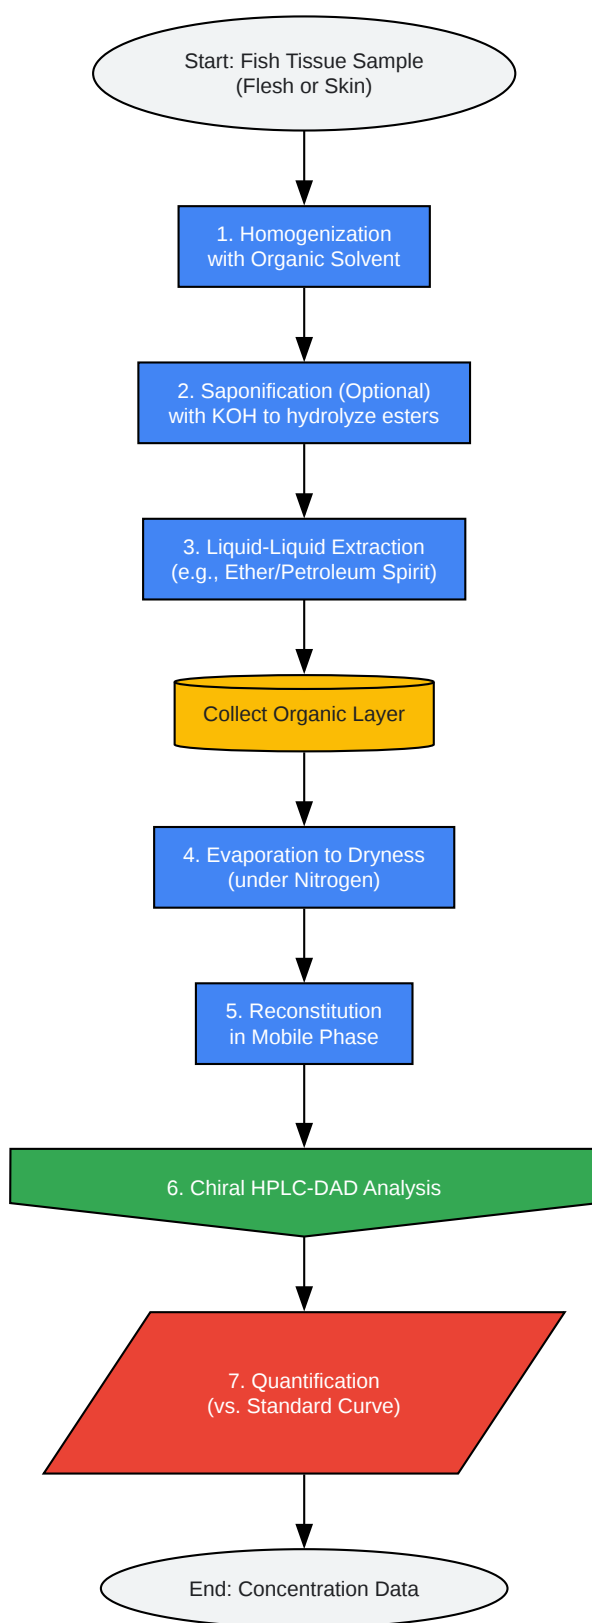 Start: Fish Tissue Sample
(Flesh or Skin)
1. Homogenization
with Organic Solvent
2. Saponification (Optional)
with KOH to hydrolyze esters
3. Liquid-Liquid Extraction
(e.g., Ether/Petroleum Spirit)
Collect Organic Layer
4. Evaporation to Dryness
(under Nitrogen)
5. Reconstitution
in Mobile Phase
6. Chiral HPLC-DAD Analysis
7. Quantification
(vs. Standard Curve)
End: Concentration Data